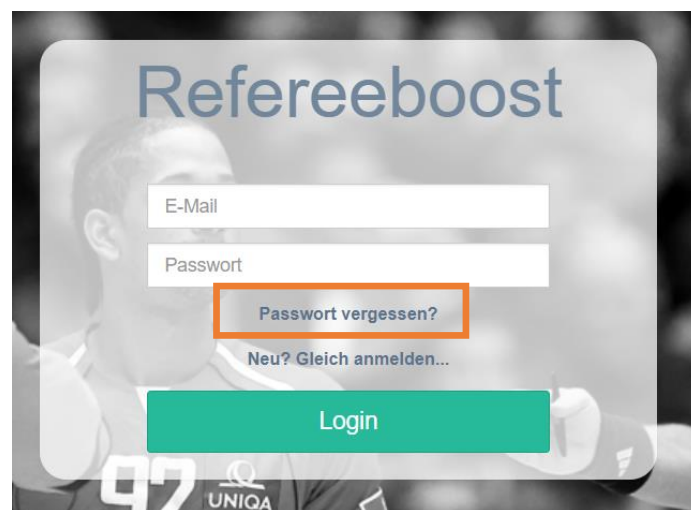 Refereeboost
E-Mail
Passwort
Passwort vergessen?
Neu? Gleich anmelden...
Login
97
UNIQA